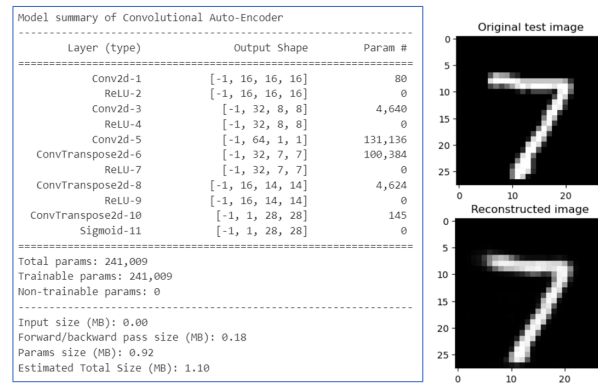 Model summary of Convolutional Auto-Encoder
----------------------------------------------------------------
Layer (type) Output Shape Param #
================================================================
Conv2d-1 [-1, 16, 16, 16] 80
ReLU-2 [-1, 16, 16, 16] 0
Conv2d-3 [-1, 32, 8, 8] 4,640
ReLU-4 [-1, 32, 8, 8] 0
Conv2d-5 [-1, 64, 1, 1] 131,136
ConvTranspose2d-6 [-1, 32, 7, 7] 100,384
ReLU-7 [-1, 32, 7, 7] 0
ConvTranspose2d-8 [-1, 16, 14, 14] 4,624
ReLU-9 [-1, 16, 14, 14] 0
ConvTranspose2d-10 [-1, 1, 28, 28] 145
Sigmoid-11 [-1, 1, 28, 28] 0
================================================================
Total params: 241,009
Trainable params: 241,009
Non-trainable params: 0
----------------------------------------------------------------
Input size (MB): 0.00
Forward/backward pass size (MB): 0.18
Params size (MB): 0.92
Estimated Total Size (MB): 1.10
Original test image
0
5
10
15
20
25
0 10 20
Reconstructed image
0
5
10
15
20
25
0 10 20